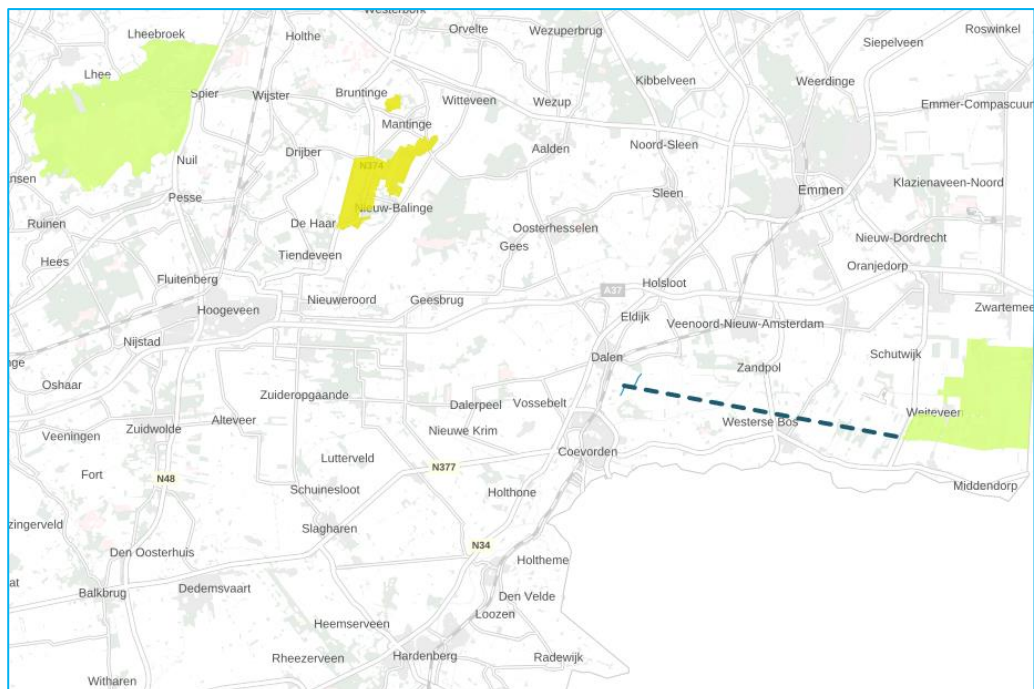 Westerbork
Lheebroek
Holthe
Orvelte
Wezuperbrug
Roswinkel
Siepelveen
Lhee
Kibbelveen
Weerdinge
Spier
Wijster
Bruntinge
Witteveen
Wezup
Emmer-Compascuum
Mantinge
Drijber
Aalden
Noord-Sleen
Nuil
N374
ansen
Klazienaveen-Noord
Pesse
Sleen
Emmen
Nieuw-Balinge
Ruinen
De Haar
Oosterhesselen
Nieuw-Dordrecht
Gees
Tiendeveen
Hees
Oranjedorp
Fluitenberg
Holsloot
A37
Nieuweroord
Geesbrug
Zwarteme
Hoogeveen
Eldijk
Veenoord-Nieuw-Amsterdam
Nijstad
Schutwijk
nge
Dalen
Zandpol
Oshaar
Zuideropgaande
Dalerpeel
Vossebelt
Weiteveen
Alteveer
Westerse Bos
Zuidwolde
Nieuwe Krim
Veeningen
Coevorden
Lutterveld
N377
Fort
N48
Schuinesloot
Holthone
Middendorp
zingerveld
Slagharen
N34
Den Oosterhuis
Holtheme
at
Dedemsvaart
Balkbrug
Den Velde
Loozen
Heemserveen
Rheezerveen
Hardenberg
Radewijk
Witharen